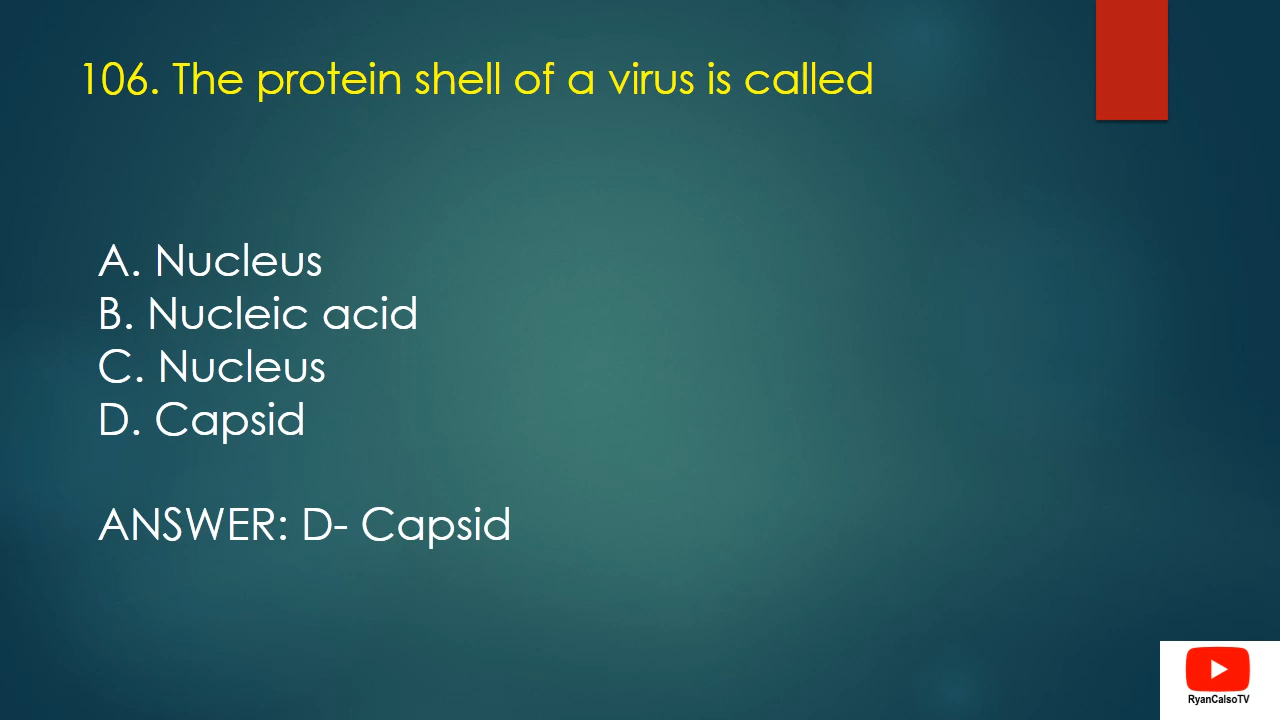 106. The protein shell of a virus is called
A. Nucleus
B. Nucleic acid
C. Nucleus
D. Capsid
ANSWER: D- Capsid
RyanCalsoTV